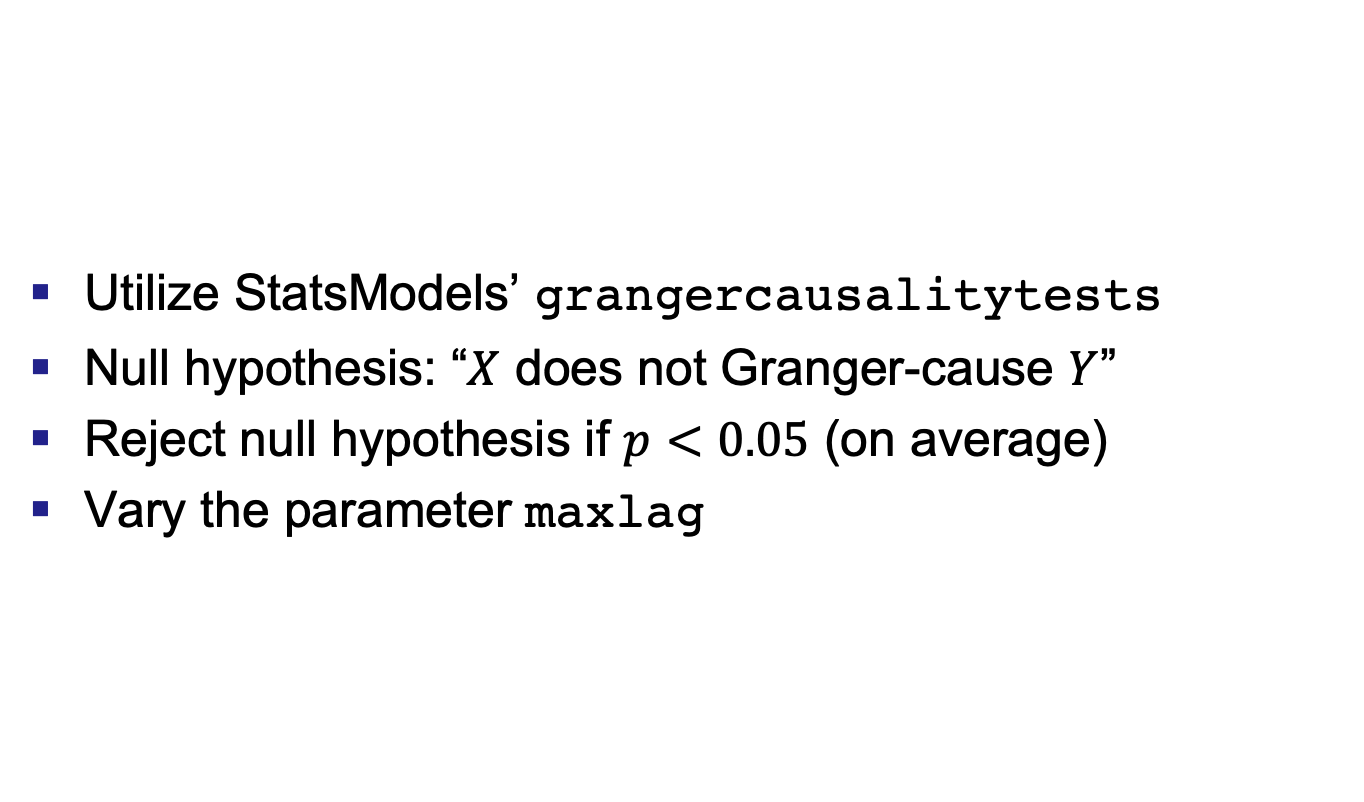 ▪ Utilize StatsModels’ grangercausalitytests
▪ Null hypothesis: “X does not Granger-cause Y”
▪ Reject null hypothesis if p < 0.05 (on average)
▪ Vary the parameter maxlag